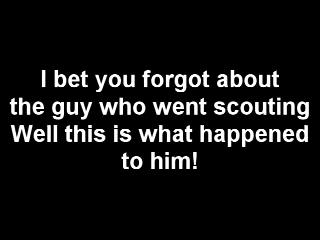 I bet you forgot about
the guy who went scouting
Well this is what happened
to him!